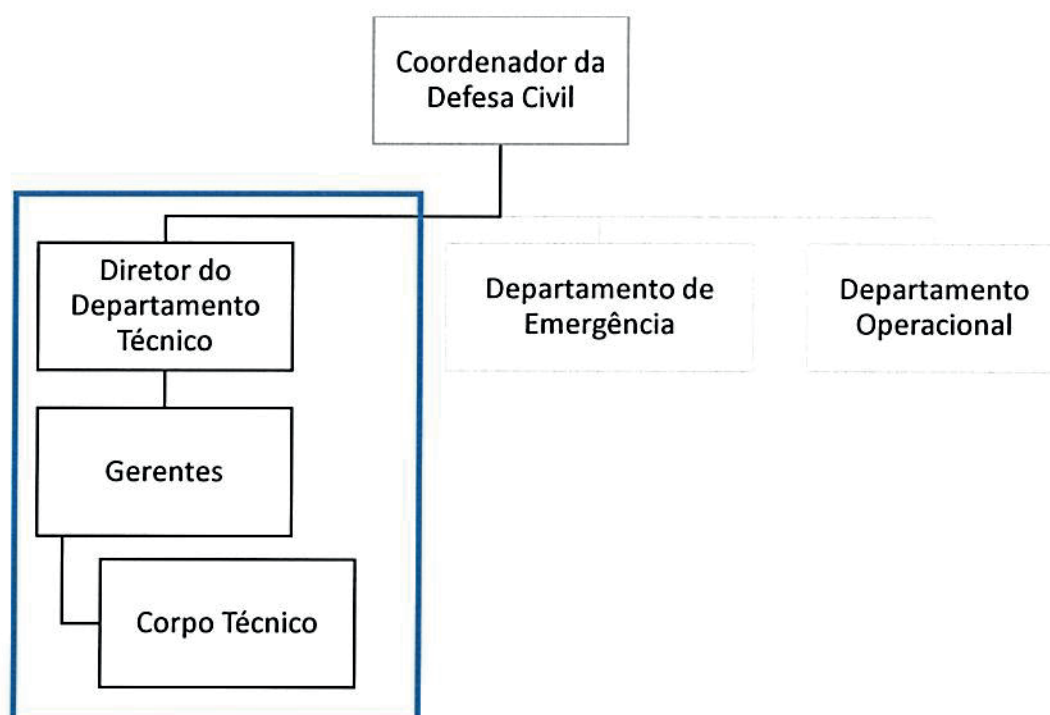 Coordenador da
Defesa Civil
Diretor do
Departamento
Técnico
Departamento de
Emergência
Departamento
Operacional
Gerentes
Corpo Técnico